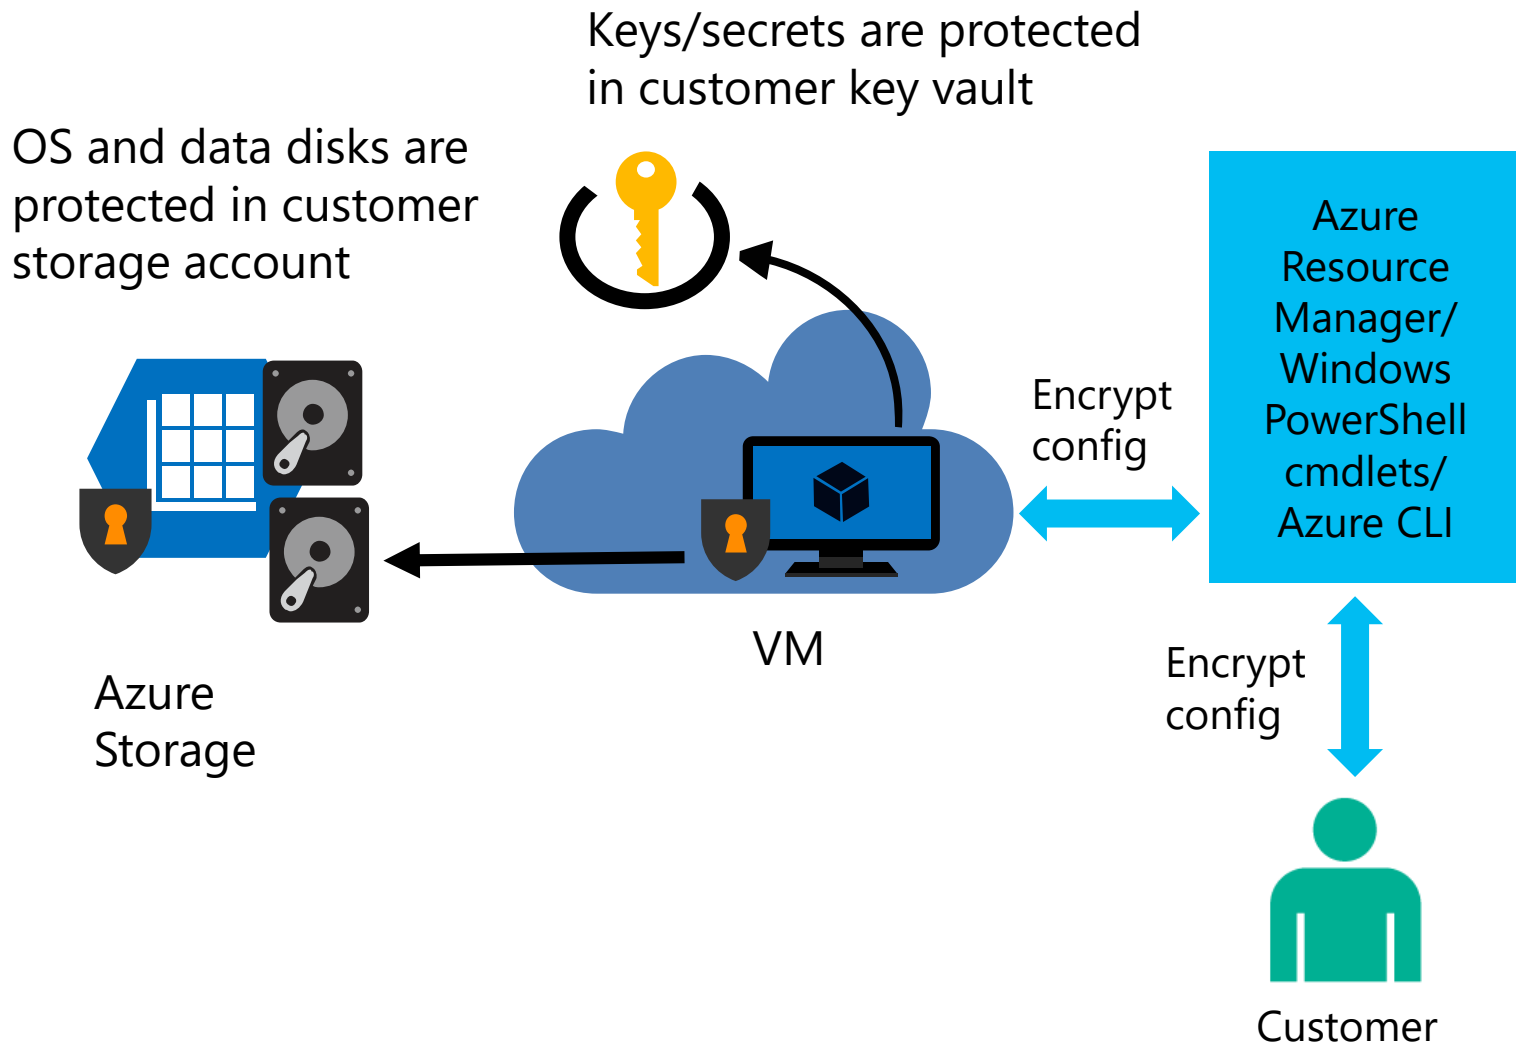 Keys/secrets are protected
in customer key vault
OS and data disks are
protected in customer
storage account
Azure
Resource
Manager/
Windows
PowerShell
cmdlets/
Azure CLI
Encrypt
config
VM
Encrypt
config
Azure
Storage
Customer